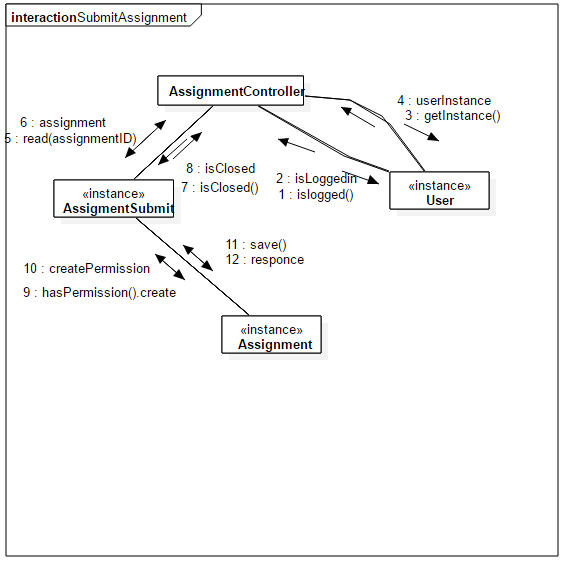 interactionSubmitAssignment
AssignmentController
4 : userInstance
3 : getInstance()
6 : assignment
5 : read(assignmentID)
8 : isClosed
7 : isClosed()
2 : isLoggedin
1 : islogged()
«instance»
AssigmentSubmit
«instance»
User
11 : save()
12 : responce
10 : createPermission
9 : hasPermission().create
«instance»
Assignment